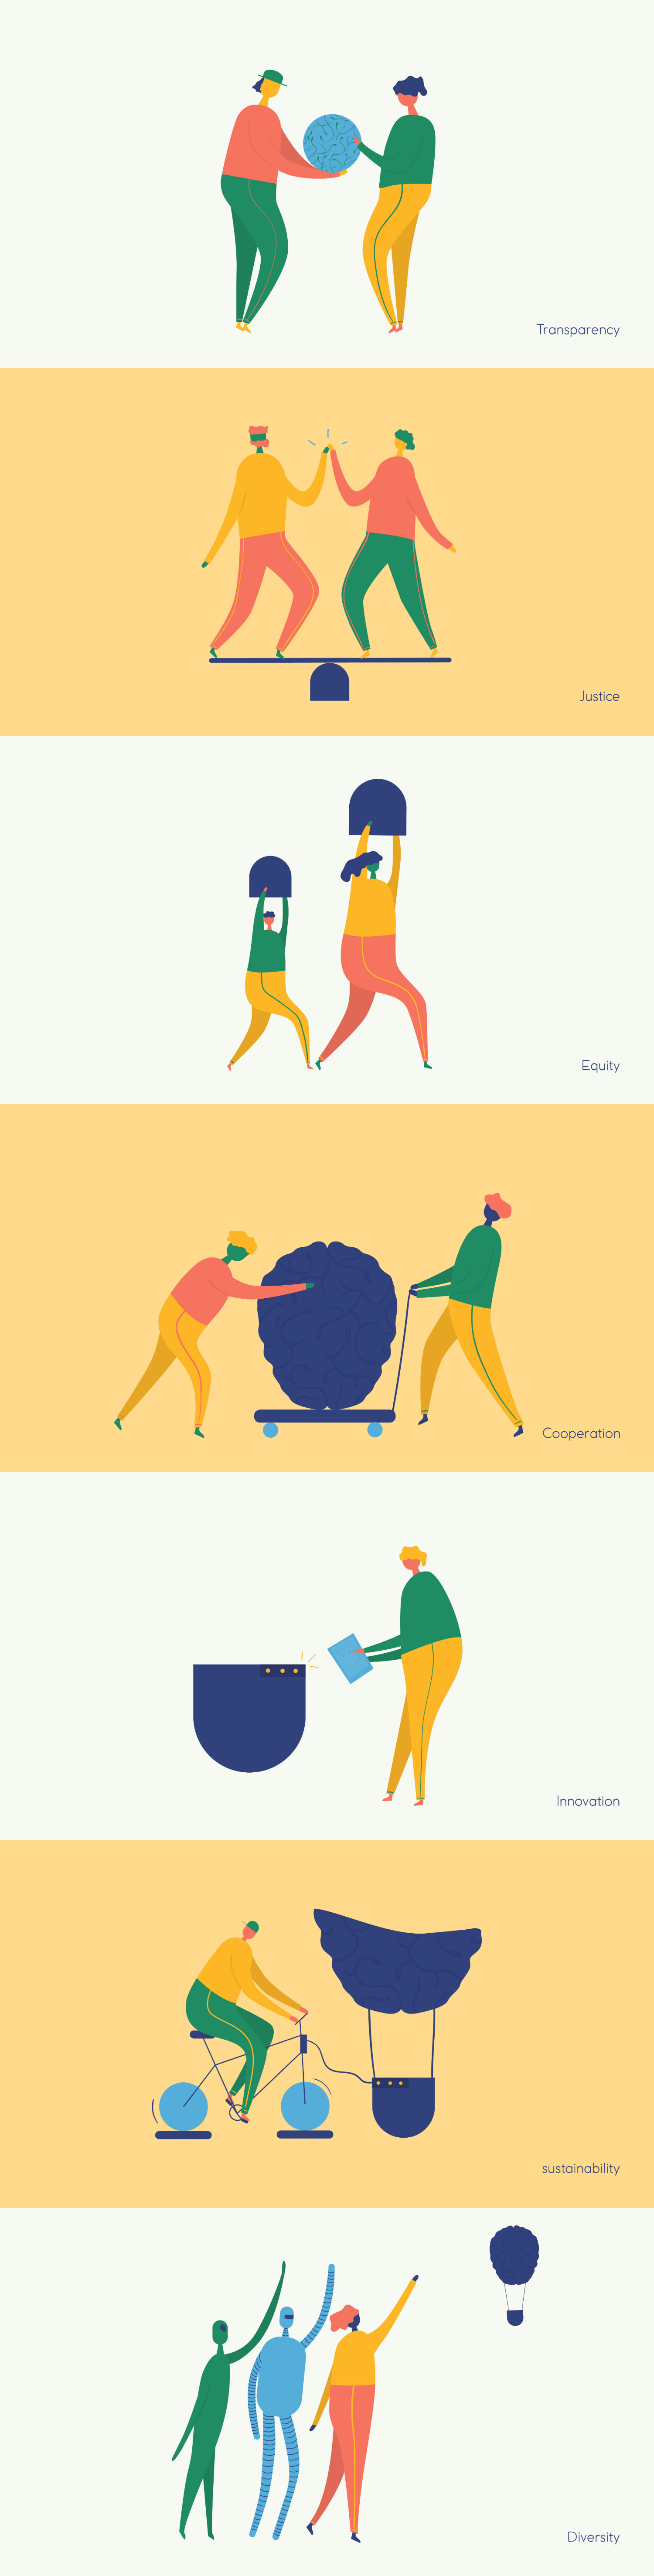 Transparency
Justice
Equity
Cooperation
Innovation
sustainability
Diversity